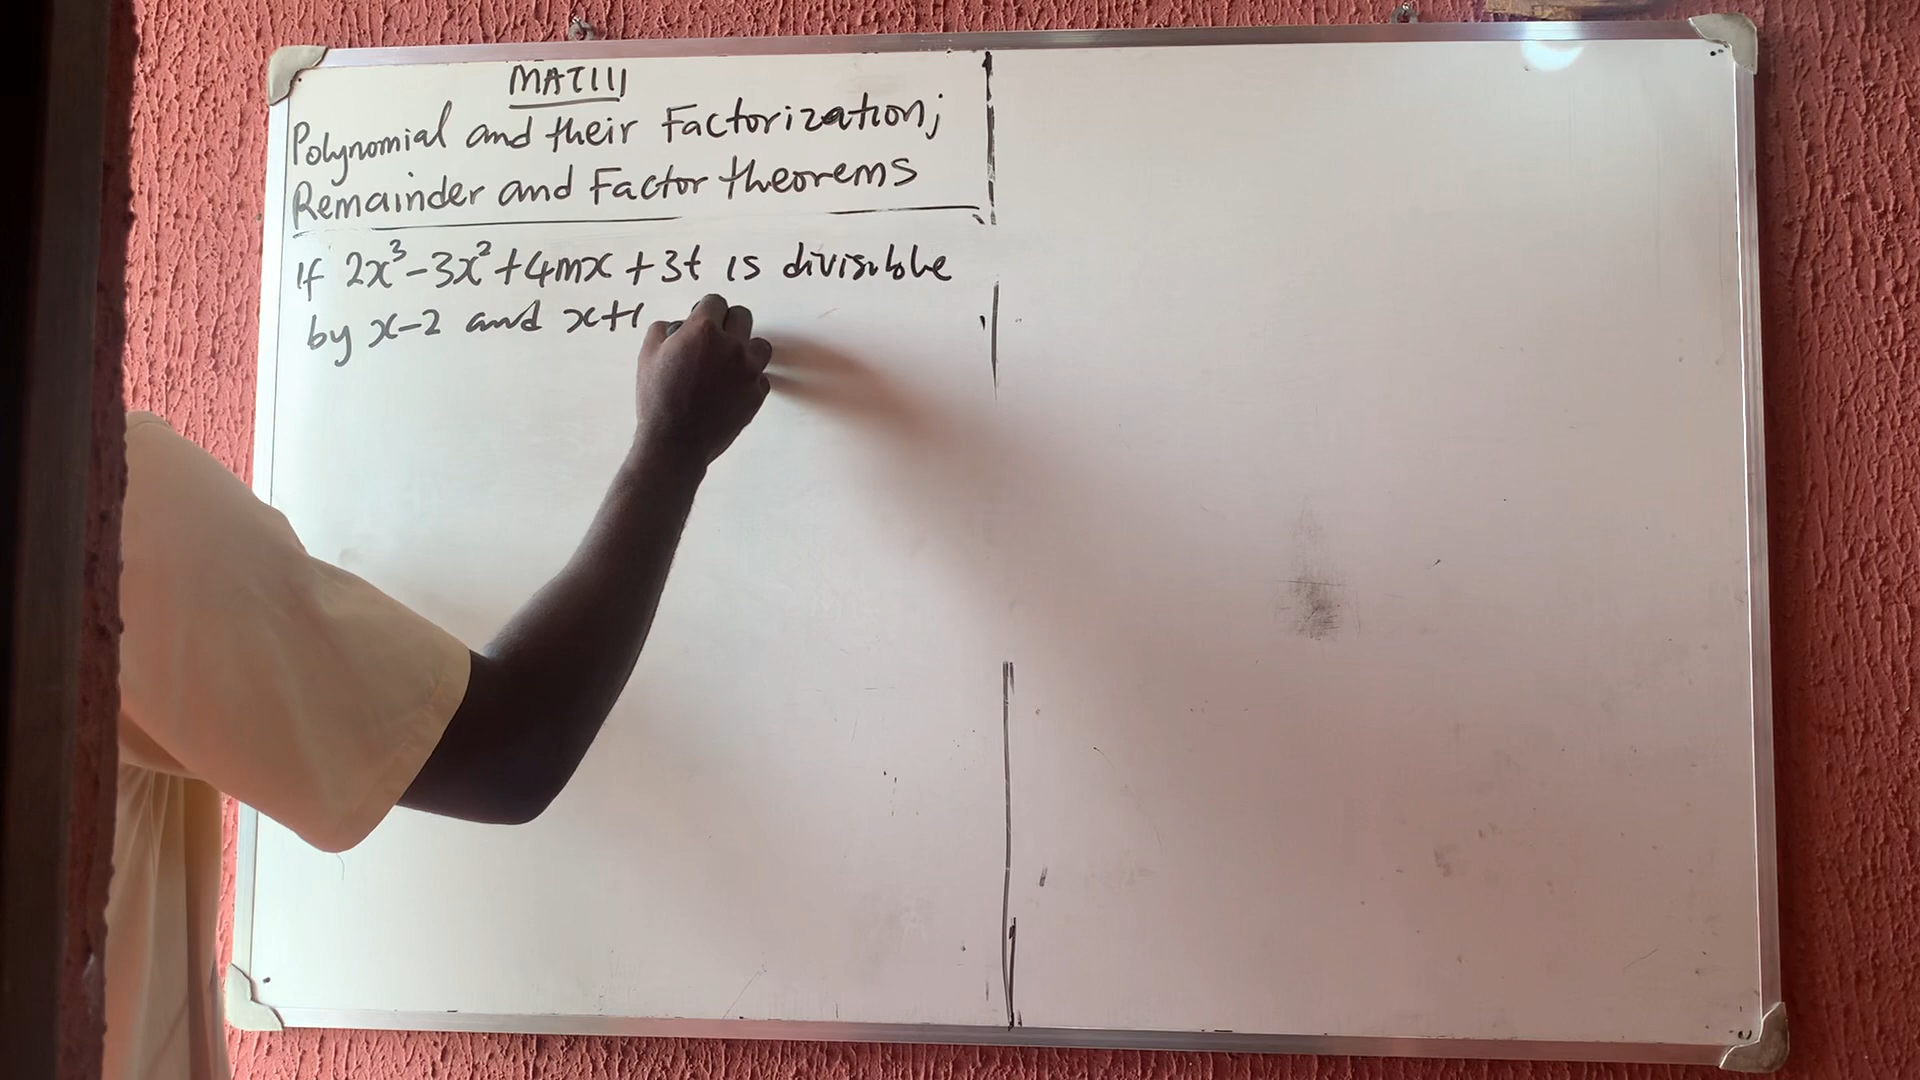 MAT111
Polynomial and their Factorization;
Remainder and Factor theorems
If 2x³-3x²+4mx+3t is divisible
by x-2 and x+1